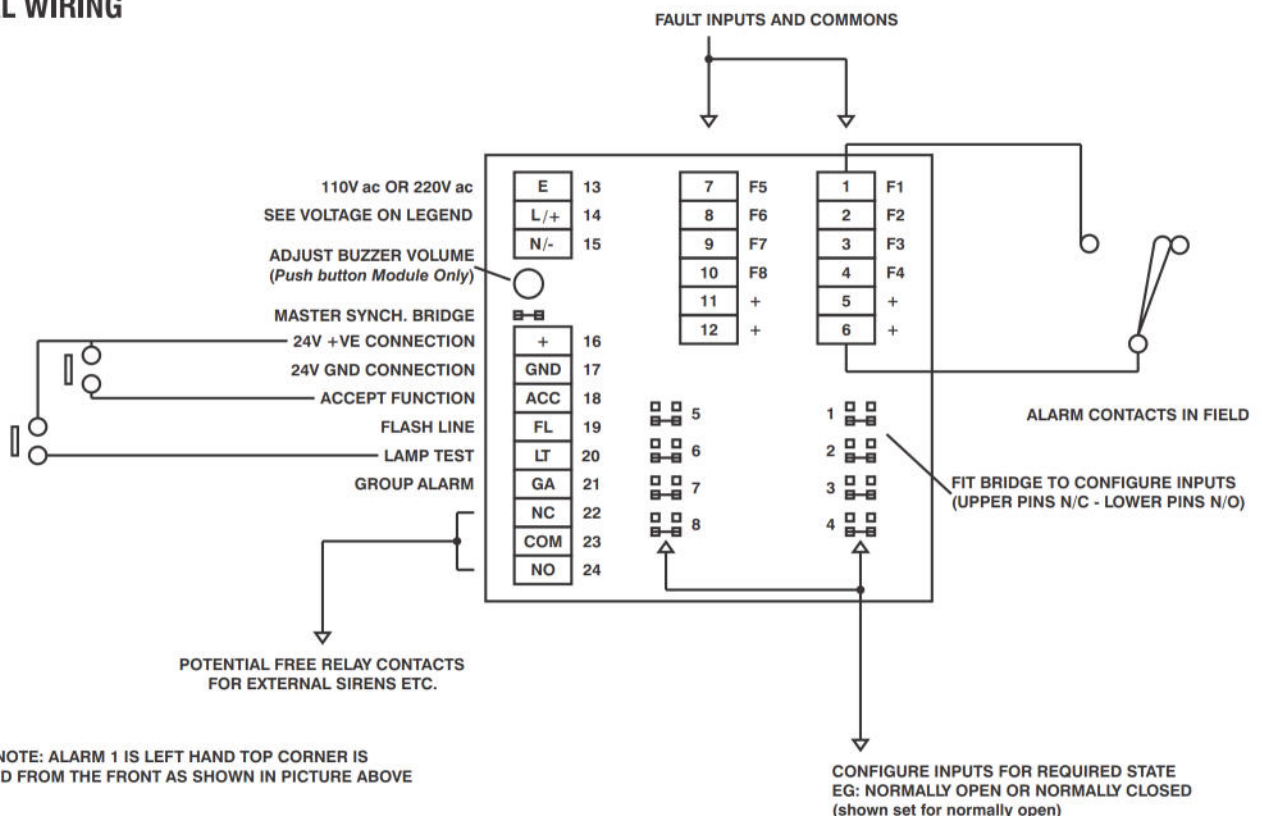 L WIRING
FAULT INPUTS AND COMMONS
110V ac OR 220V ac
SEE VOLTAGE ON LEGEND
ADJUST BUZZER VOLUME
(Push button Module Only)
MASTER SYNCH. BRIDGE
24V +VE CONNECTION
24V GND CONNECTION
ACCEPT FUNCTION
FLASH LINE
LAMP TEST
GROUP ALARM
E 13
L/+ 14
N/- 15
+ 16
GND 17
ACC 18
FL 19
LT 20
GA 21
NC 22
COM 23
NO 24
7 F5
8 F6
9 F7
10 F8
11 +
12 +
1 F1
2 F2
3 F3
4 F4
5 +
6 +
5
6
7
8
1
2
3
4
ALARM CONTACTS IN FIELD
FIT BRIDGE TO CONFIGURE INPUTS
(UPPER PINS N/C - LOWER PINS N/O)
POTENTIAL FREE RELAY CONTACTS
FOR EXTERNAL SIRENS ETC.
NOTE: ALARM 1 IS LEFT HAND TOP CORNER IS
D FROM THE FRONT AS SHOWN IN PICTURE ABOVE
CONFIGURE INPUTS FOR REQUIRED STATE
EG: NORMALLY OPEN OR NORMALLY CLOSED
(shown set for normally open)